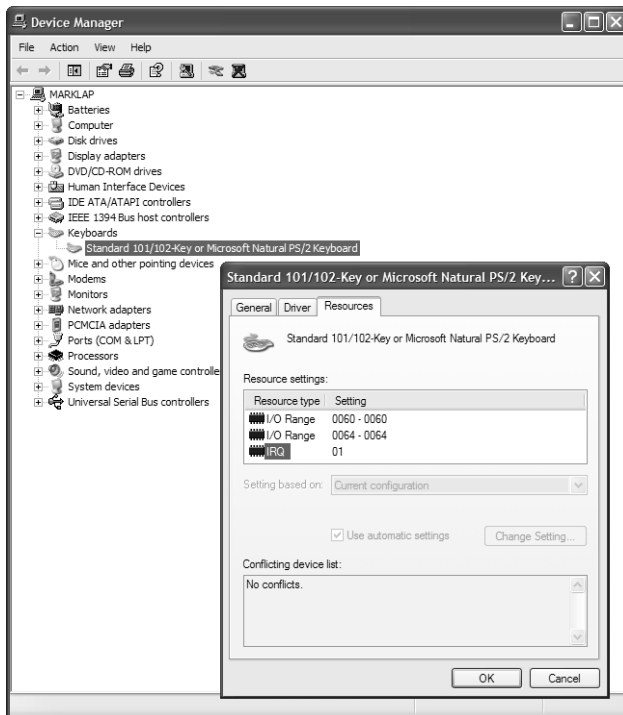 Device Manager
File Action View Help
MARKLAP
Batteries
Computer
Disk drives
Display adapters
DVD/CD-ROM drives
Human Interface Devices
IDE ATA/ATAPI controllers
IEEE 1394 Bus host controllers
Keyboards
Standard 101/102-Key or Microsoft Natural PS/2 Keyboard
Mice and other pointing devices
Modems
Monitors
Network adapters
PCMCIA adapters
Ports (COM & LPT)
Processors
Sound, video and game controlle
System devices
Universal Serial Bus controllers
Standard 101/102-Key or Microsoft Natural PS/2 Key...
General Driver Resources
Standard 101/102-Key or Microsoft Natural PS/2 Keyboard
Resource settings:
Resource type Setting
I/O Range 0060 - 0060
I/O Range 0064 - 0064
IRQ 01
Setting based on: Current configuration
Use automatic settings Change Setting...
Conflicting device list:
No conflicts.
OK Cancel